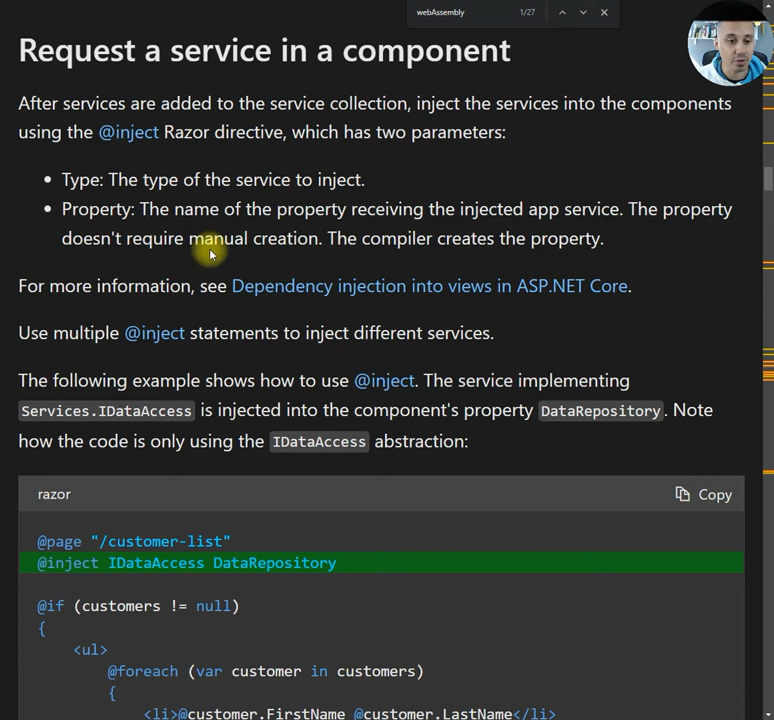 webAssembly 1/27
Request a service in a component
After services are added to the service collection, inject the services into the components
using the @inject Razor directive, which has two parameters:
• Type: The type of the service to inject.
• Property: The name of the property receiving the injected app service. The property
doesn't require manual creation. The compiler creates the property.
For more information, see Dependency injection into views in ASP.NET Core.
Use multiple @inject statements to inject different services.
The following example shows how to use @inject. The service implementing
Services.IDataAccess is injected into the component's property DataRepository. Note
how the code is only using the IDataAccess abstraction:
razor Copy
@page "/customer-list"
@inject IDataAccess DataRepository
@if (customers != null)
{
<ul>
@foreach (var customer in customers)
{
<li>@customer.FirstName @customer.LastName</li>